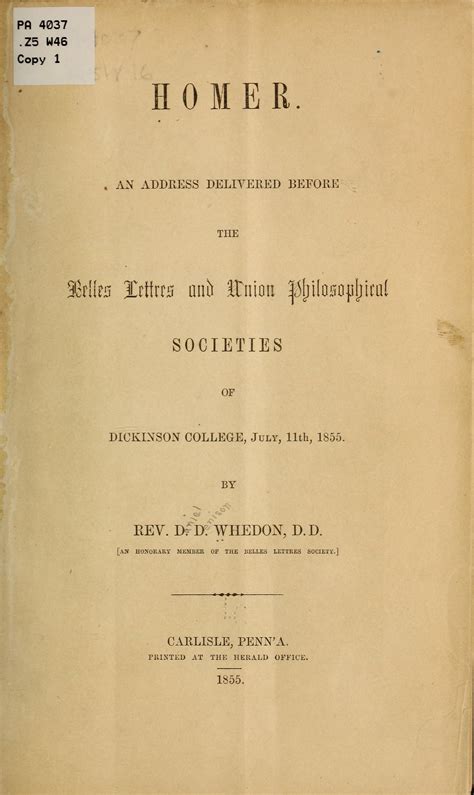 PA 4037
.Z5 W46
Copy 1
HOMER.
AN ADDRESS DELIVERED BEFORE
THE
Belles Lettres and Union Philosophical
SOCIETIES
OF
DICKINSON COLLEGE, JULY, 11th, 1855.
BY
aniel enison
REV. D. D. WHEDON, D.D.
[AN HONORARY MEMBER OF THE BELLES LETTRES SOCIETY.]
CARLISLE, PENN'A.
PRINTED AT THE HERALD OFFICE.
1855.